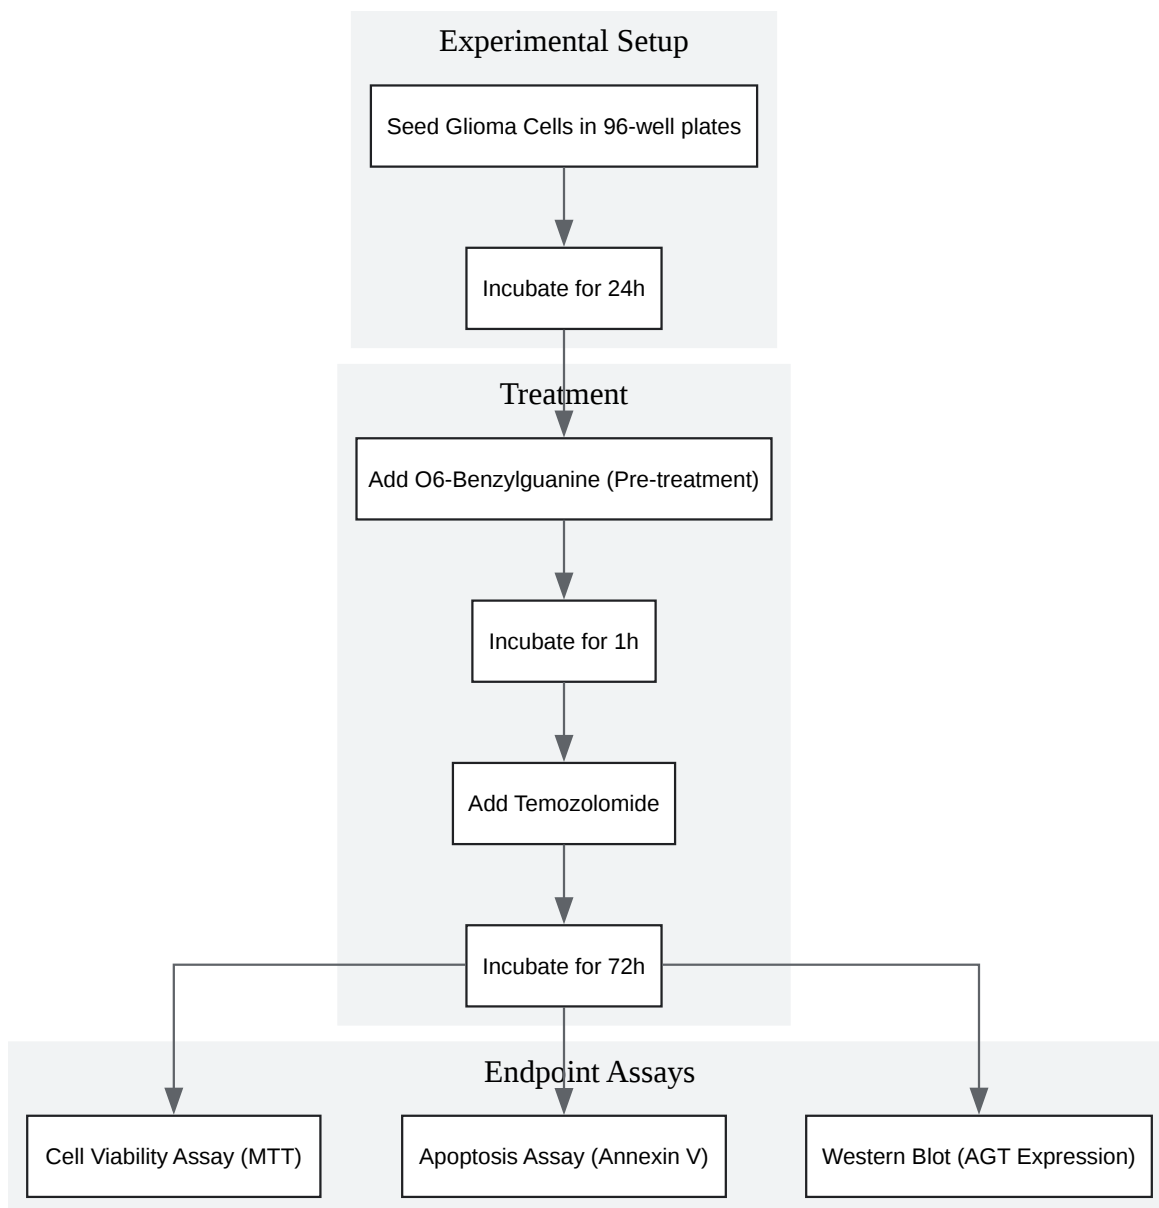 Experimental Setup
Seed Glioma Cells in 96-well plates
Incubate for 24h
Treatment
Add O6-Benzylguanine (Pre-treatment)
Incubate for 1h
Add Temozolomide
Incubate for 72h
Endpoint Assays
Cell Viability Assay (MTT)
Apoptosis Assay (Annexin V)
Western Blot (AGT Expression)